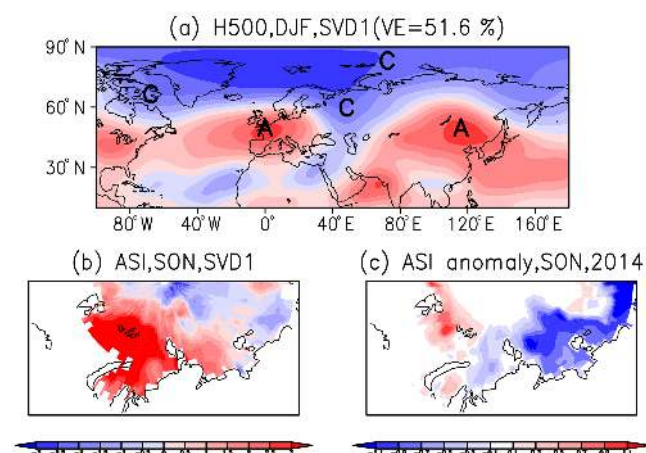 (a) H500,DJF,SVD1(VE=51.6 %)
90°N
C
C
60°N
C
A
A
30°N
80°W 40°W 0° 40°E 80°E 120°E 160°E
(b) ASI,SON,SVD1
(c) ASI anomaly,SON,2014